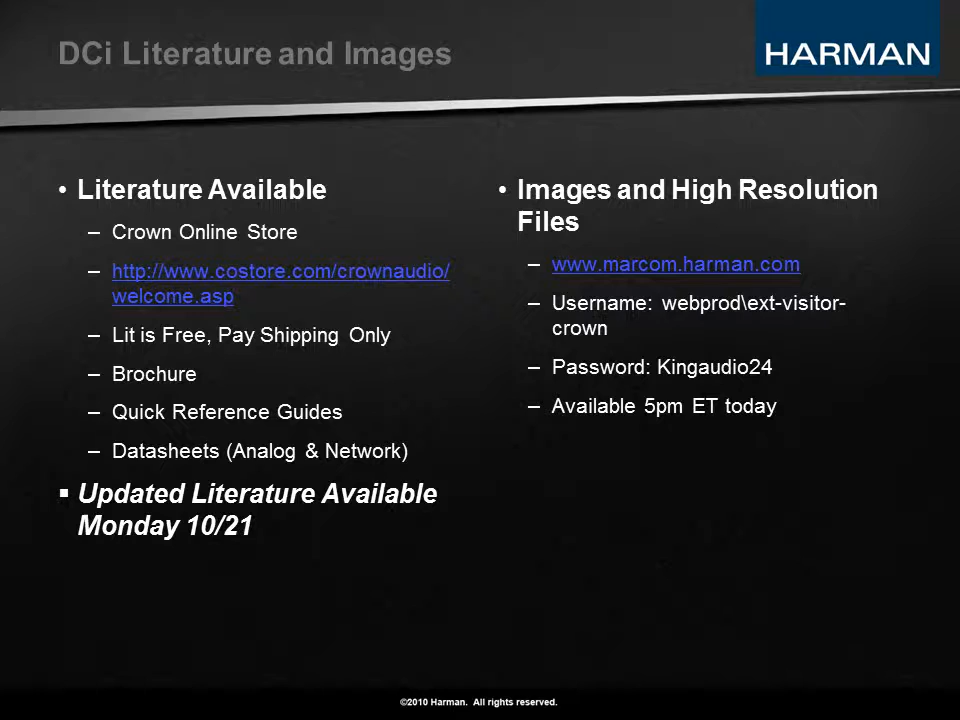 DCi Literature and Images
HARMAN
• Literature Available
– Crown Online Store
– http://www.costore.com/crownaudio/
welcome.asp
– Lit is Free, Pay Shipping Only
– Brochure
– Quick Reference Guides
– Datasheets (Analog & Network)
▪ Updated Literature Available
Monday 10/21
• Images and High Resolution
Files
– www.marcom.harman.com
– Username: webprod\ext-visitor-
crown
– Password: Kingaudio24
– Available 5pm ET today
©2010 Harman. All rights reserved.